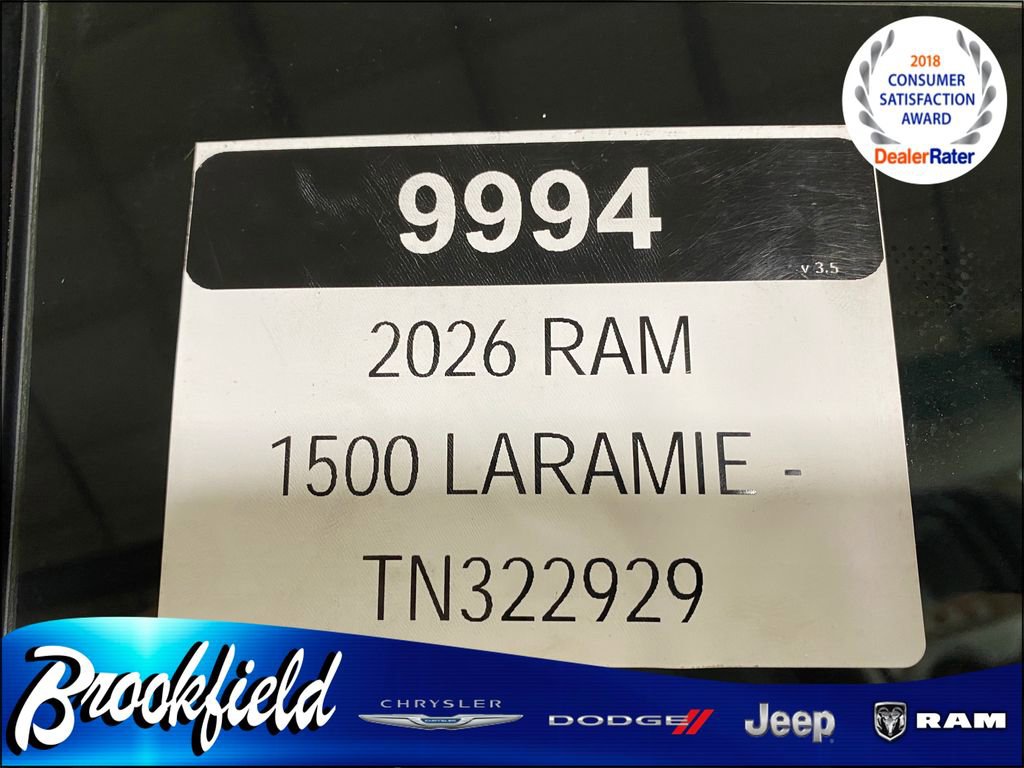 2018
CONSUMER
SATISFACTION
AWARD
DealerRater
9994
v 3.5
2026 RAM
1500 LARAMIE -
TN322929
Brookfield
CHRYSLER
DODGE
Jeep
RAM